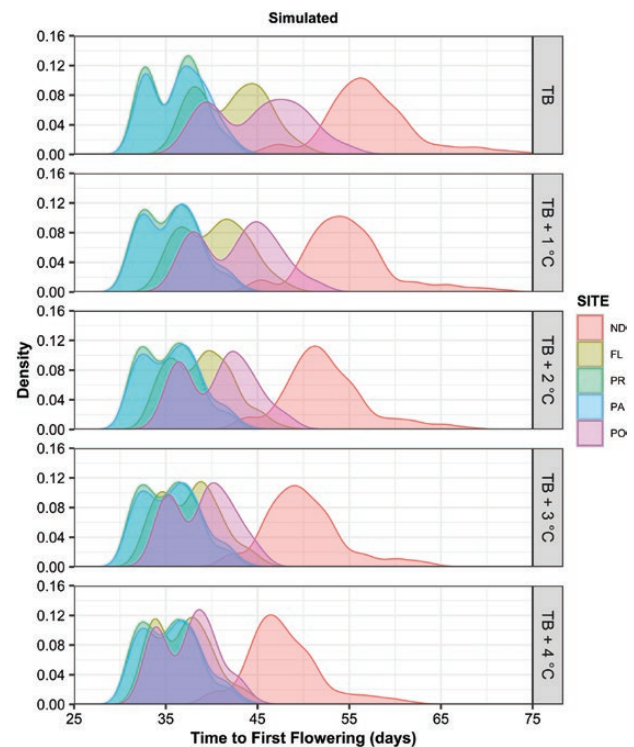 Simulated
0.16
0.12
0.08
0.04
0.00
TB
0.16
0.12
0.08
0.04
0.00
TB + 1 °C
0.16
0.12
0.08
0.04
0.00
TB + 2 °C
0.16
0.12
0.08
0.04
0.00
TB + 3 °C
0.16
0.12
0.08
0.04
0.00
TB + 4 °C
Density
25 35 45 55 65 75
Time to First Flowering (days)
SITE
ND
FL
PR
PA
PO